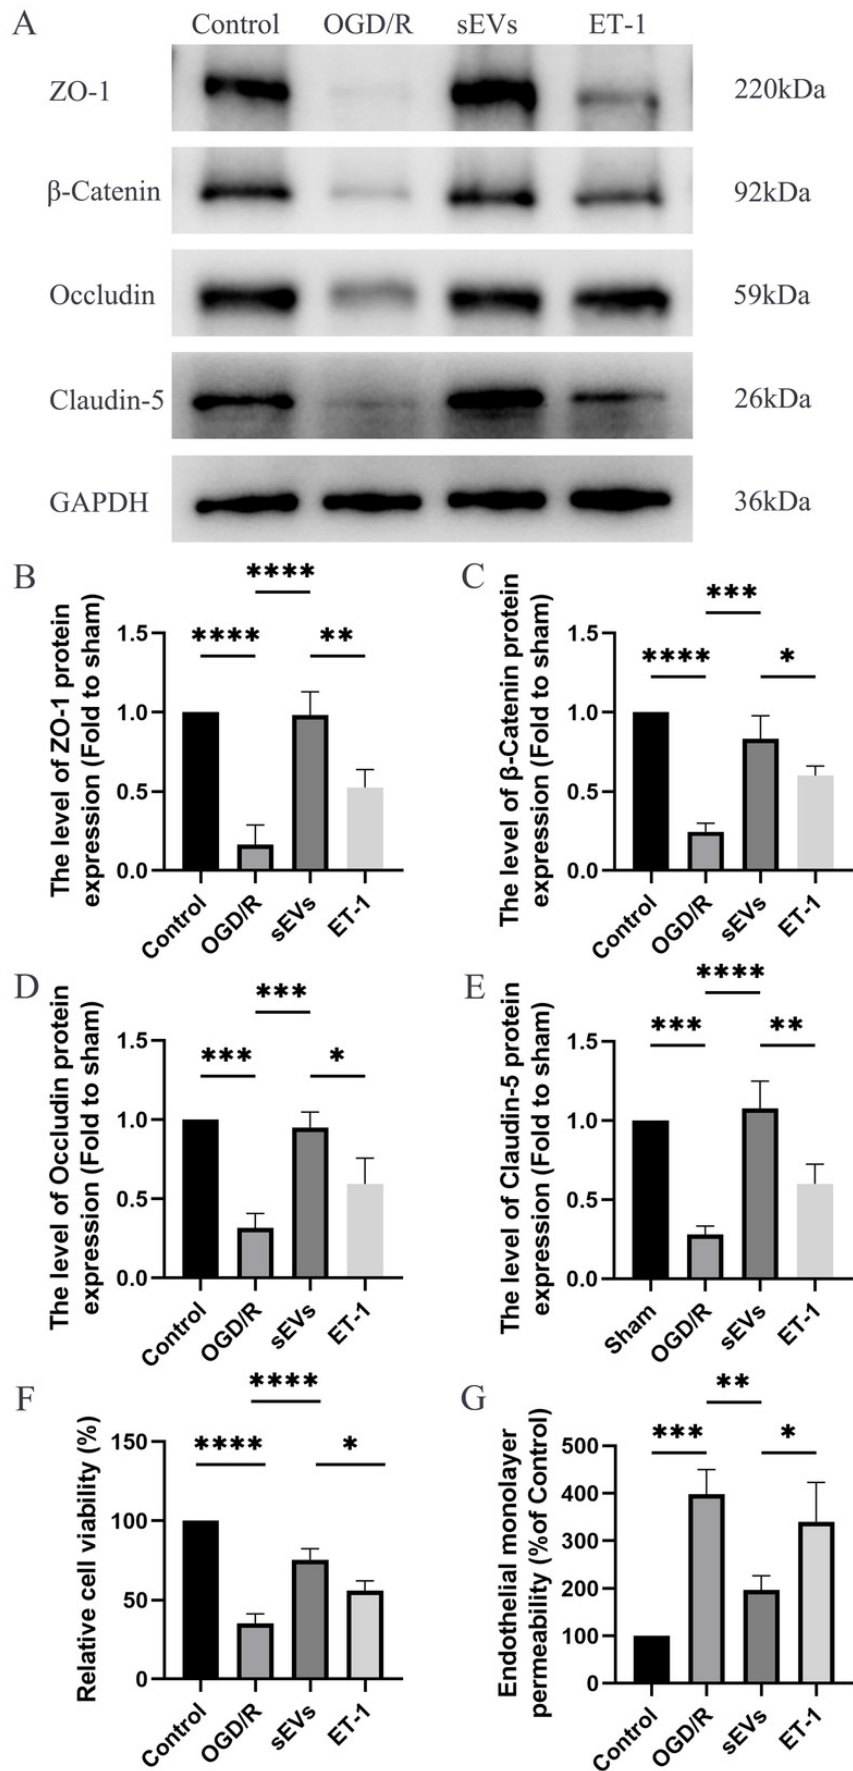 A
Control OGD/R sEVs ET-1
ZO-1 220kDa
β-Catenin 92kDa
Occludin 59kDa
Claudin-5 26kDa
GAPDH 36kDa
B
The level of ZO-1 protein
expression (Fold to sham)
****
**** **
1.5
1.0
0.5
0.0
Control OGD/R sEVs ET-1
C
The level of β-Catenin protein
expression (Fold to sham)
***
**** *
1.5
1.0
0.5
0.0
Control OGD/R sEVs ET-1
D
The level of Occludin protein
expression (Fold to sham)
***
*** *
1.5
1.0
0.5
0.0
Control OGD/R sEVs ET-1
E
The level of Claudin-5 protein
expression (Fold to sham)
****
*** **
1.5
1.0
0.5
0.0
Sham OGD/R sEVs ET-1
F
Relative cell viability (%)
****
**** *
150
100
50
0
Control OGD/R sEVs ET-1
G
Endothelial monolayer
permeability (%of Control)
**
*** *
500
400
300
200
100
0
Control OGD/R sEVs ET-1